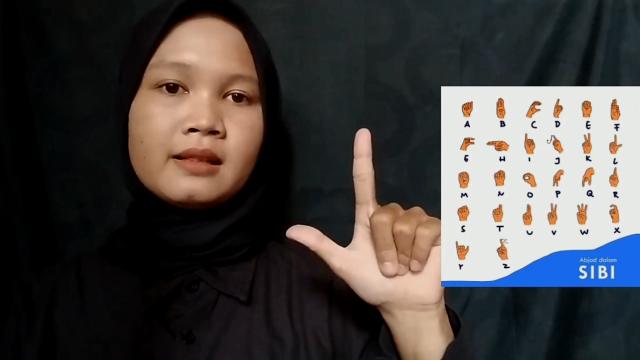 A B C D E F
G H I J K L
M N O P Q R
S T U V W X
Y Z
Abjad dalam
SIBI